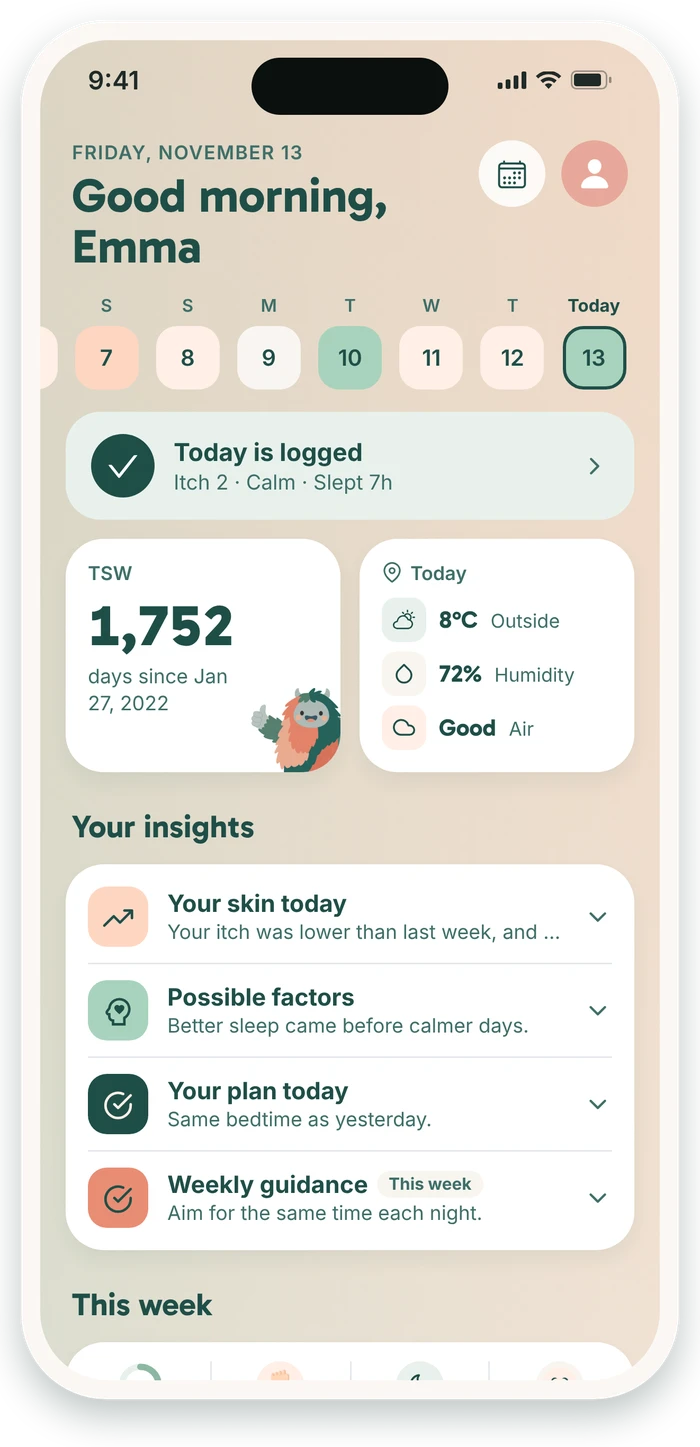 9:41
FRIDAY, NOVEMBER 13
Good morning,
Emma
S S M T W T Today
7 8 9 10 11 12 13
Today is logged
Itch 2 · Calm · Slept 7h
TSW
1,752
days since Jan
27, 2022
Today
8°C Outside
72% Humidity
Good Air
Your insights
Your skin today
Your itch was lower than last week, and ...
Possible factors
Better sleep came before calmer days.
Your plan today
Same bedtime as yesterday.
Weekly guidance This week
Aim for the same time each night.
This week